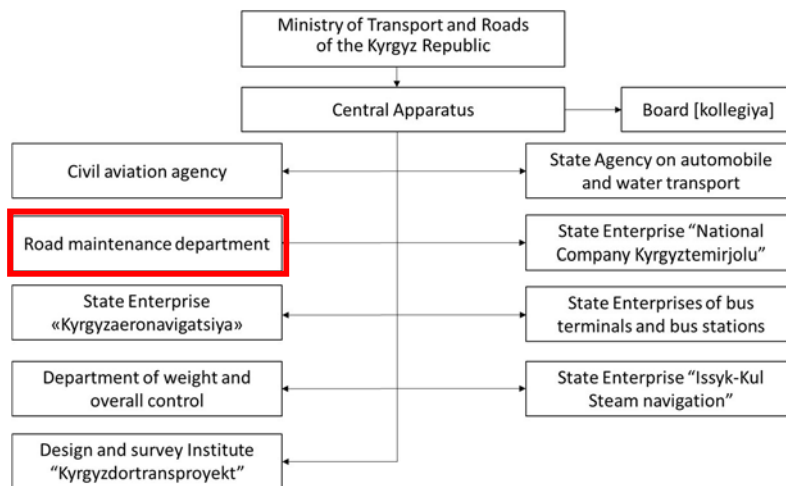 Ministry of Transport and Roads
of the Kyrgyz Republic
Central Apparatus
Board [kollegiya]
Civil aviation agency
State Agency on automobile
and water transport
Road maintenance department
State Enterprise “National
Company Kyrgyztemirjolu”
State Enterprise
«Kyrgyzaeronavigatsiya»
State Enterprises of bus
terminals and bus stations
Department of weight and
overall control
State Enterprise “Issyk-Kul
Steam navigation”
Design and survey Institute
“Kyrgyzdortransproyekt”